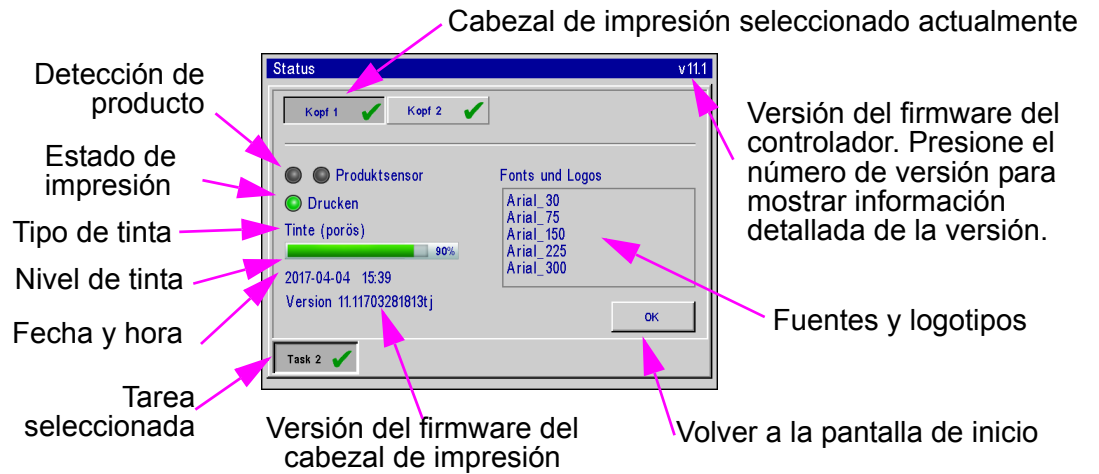 Cabezal de impresión seleccionado actualmente
Status
v11.1
Kopf 1
Kopf 2
Detección de
producto
Estado de
impresión
Tipo de tinta
Nivel de tinta
Fecha y hora
Tarea
seleccionada
Produktsensor
Drucken
Tinte (porös)
90%
2017-04-04 15:39
Version 11.11703281813tj
Fonts und Logos
Arial_30
Arial_75
Arial_150
Arial_225
Arial_300
OK
Task 2
Versión del firmware del
controlador. Presione el
número de versión para
mostrar información
detallada de la versión.
Fuentes y logotipos
Versión del firmware del
cabezal de impresión
Volver a la pantalla de inicio